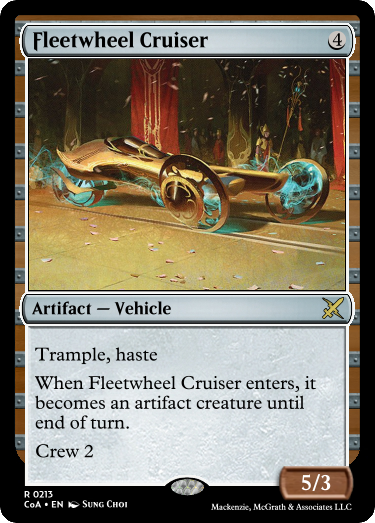 Fleetwheel Cruiser 4
Artifact — Vehicle
Trample, haste
When Fleetwheel Cruiser enters, it
becomes an artifact creature until
end of turn.
Crew 2
5/3
R 0213
CoA • EN Sung Choi
Mackenzie, McGrath & Associates LLC